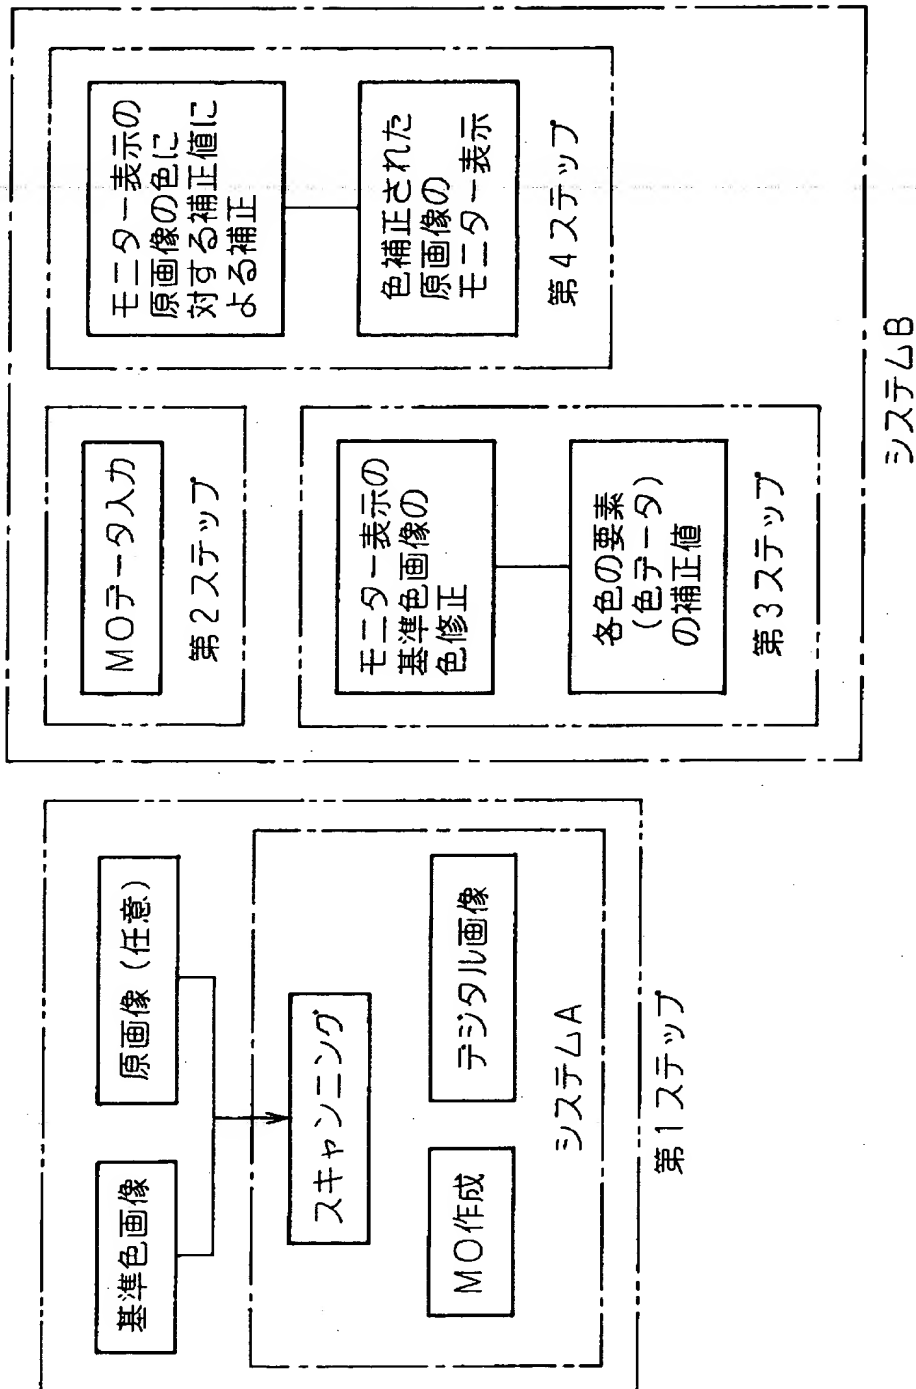 基準色画像
原画像（任意）
スキャンニング
MO作成
デジタル画像
システムA
第1ステップ
MOデータ入力
第2ステップ
モニター表示の
基準色画像の
色修正
各色の要素
（色データ）
の補正値
第3ステップ
モニター表示の
原画像の色に
対する補正値に
よる補正
色補正された
原画像の
モニター表示
第4ステップ
システムB